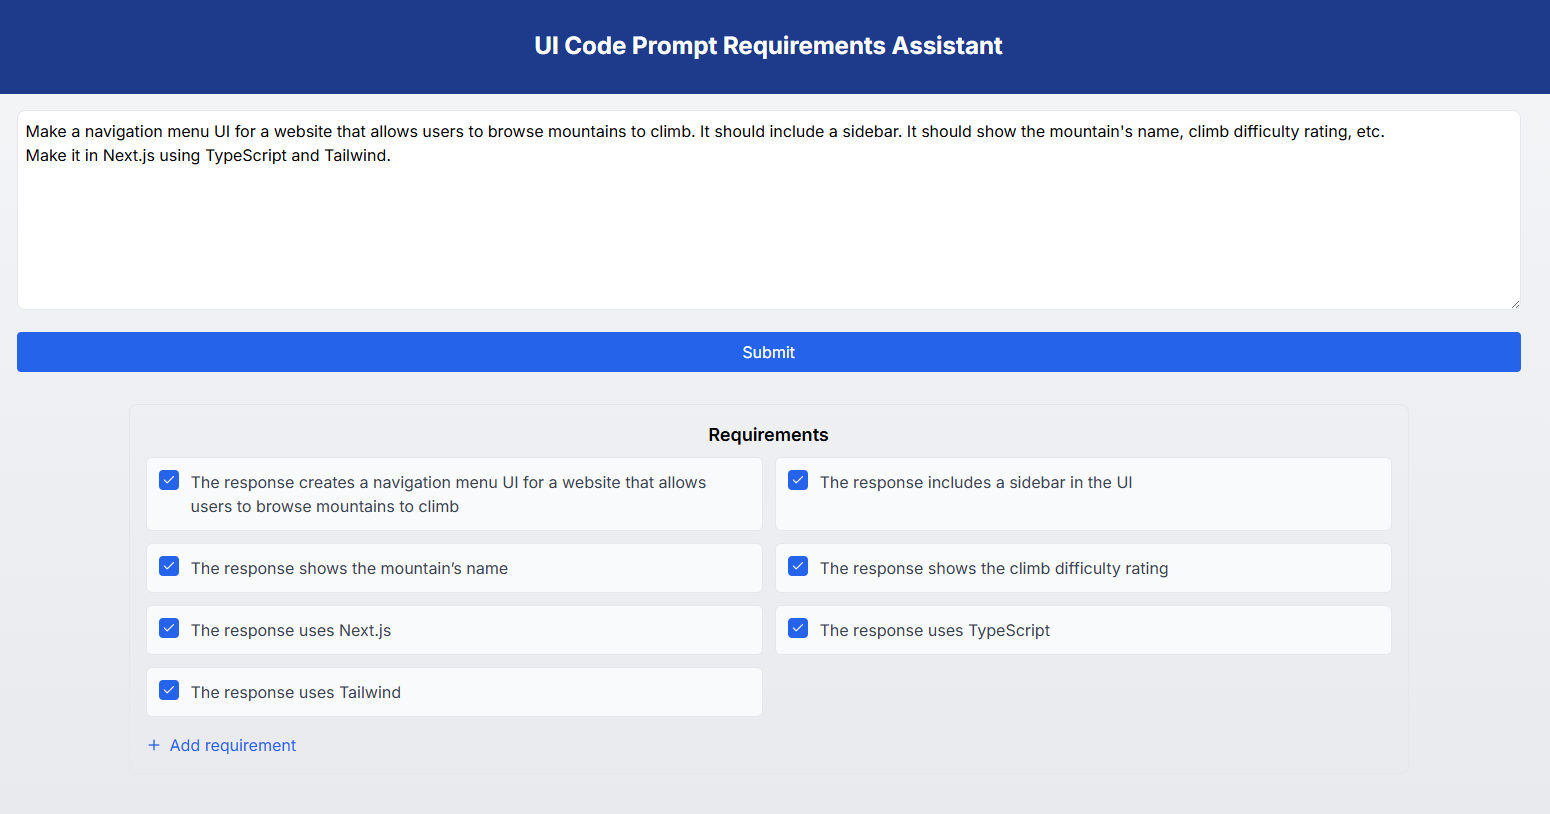 UI Code Prompt Requirements Assistant
Make a navigation menu UI for a website that allows users to browse mountains to climb. It should include a sidebar. It should show the mountain's name, climb difficulty rating, etc.
Make it in Next.js using TypeScript and Tailwind.
Submit
Requirements
The response creates a navigation menu UI for a website that allows
users to browse mountains to climb
The response includes a sidebar in the UI
The response shows the mountain’s name
The response shows the climb difficulty rating
The response uses Next.js
The response uses TypeScript
The response uses Tailwind
+ Add requirement